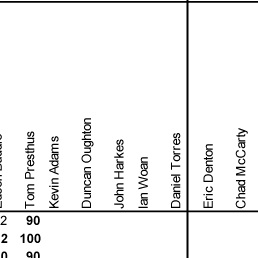 Tom Presthus
Kevin Adams
Duncan Oughton
John Harkes
Ian Woan
Daniel Torres
Eric Denton
Chad McCarty
2 90
2 100
0 90